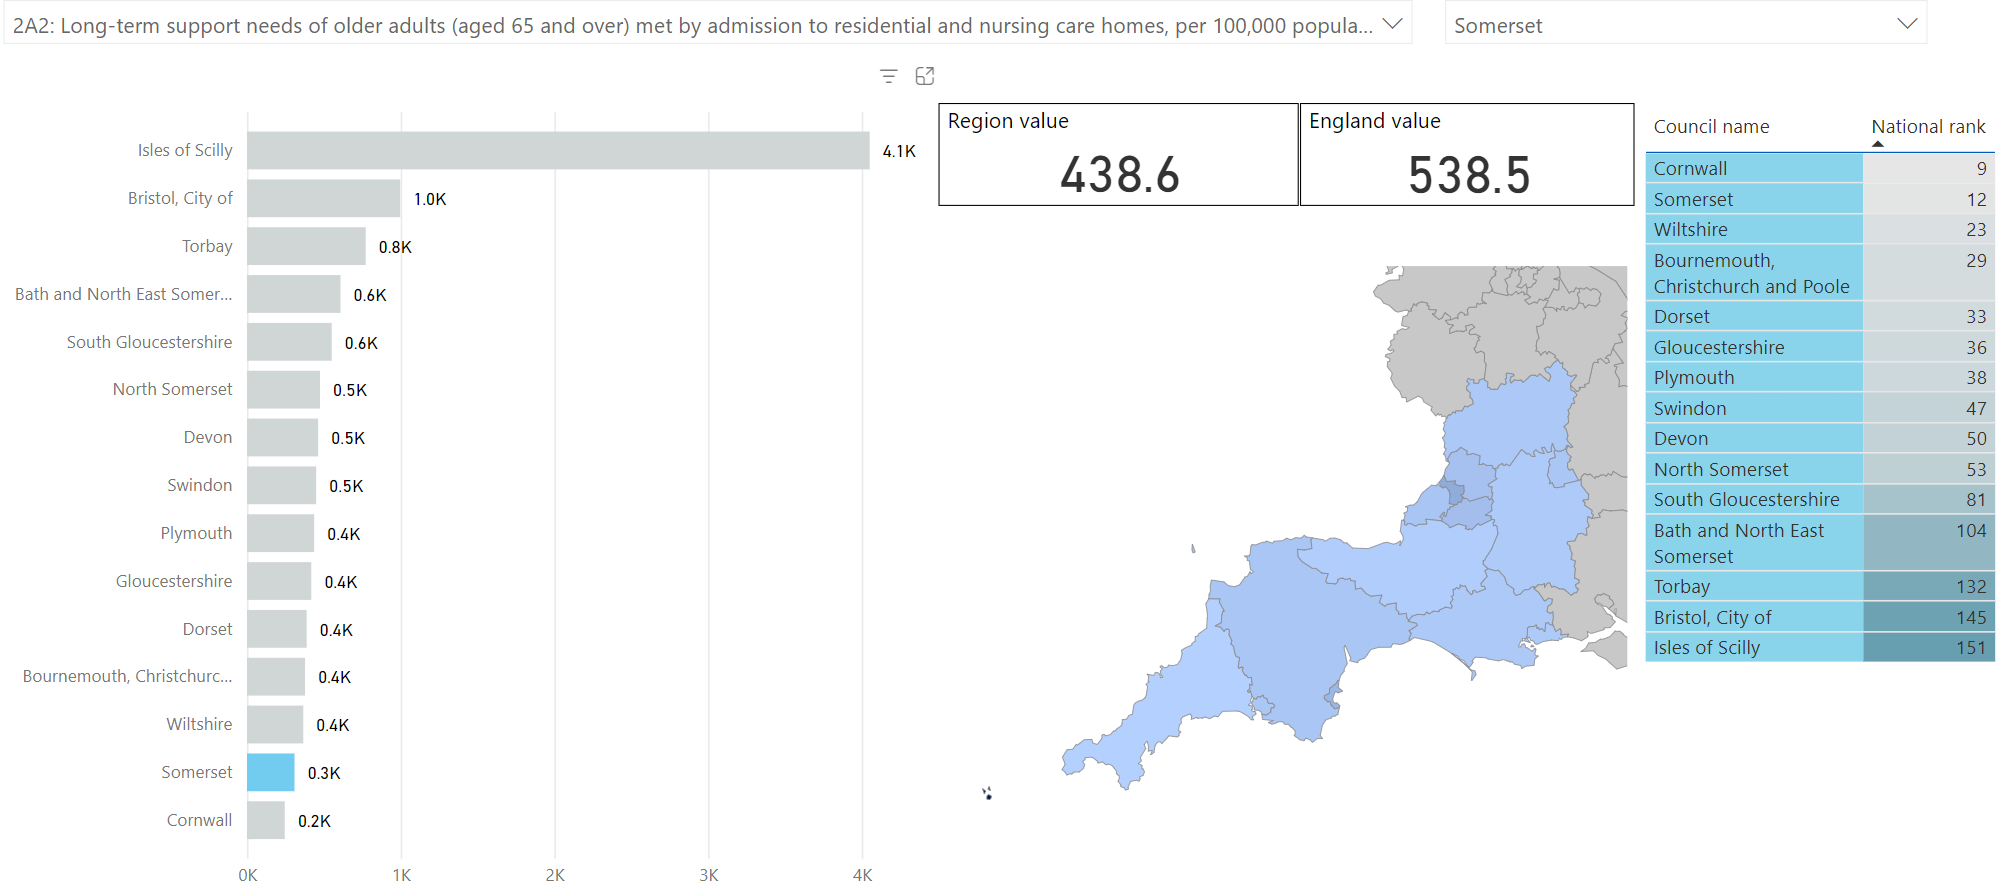 2A2: Long-term support needs of older adults (aged 65 and over) met by admission to residential and nursing care homes, per 100,000 popula...
Somerset
Isles of Scilly 4.1K
Bristol, City of 1.0K
Torbay 0.8K
Bath and North East Somer... 0.6K
South Gloucestershire 0.6K
North Somerset 0.5K
Devon 0.5K
Swindon 0.5K
Plymouth 0.4K
Gloucestershire 0.4K
Dorset 0.4K
Bournemouth, Christchurc... 0.4K
Wiltshire 0.4K
Somerset 0.3K
Cornwall 0.2K
0K 1K 2K 3K 4K
Region value
438.6
England value
538.5
Council name National rank
Cornwall 9
Somerset 12
Wiltshire 23
Bournemouth, 29
Christchurch and Poole
Dorset 33
Gloucestershire 36
Plymouth 38
Swindon 47
Devon 50
North Somerset 53
South Gloucestershire 81
Bath and North East 104
Somerset
Torbay 132
Bristol, City of 145
Isles of Scilly 151